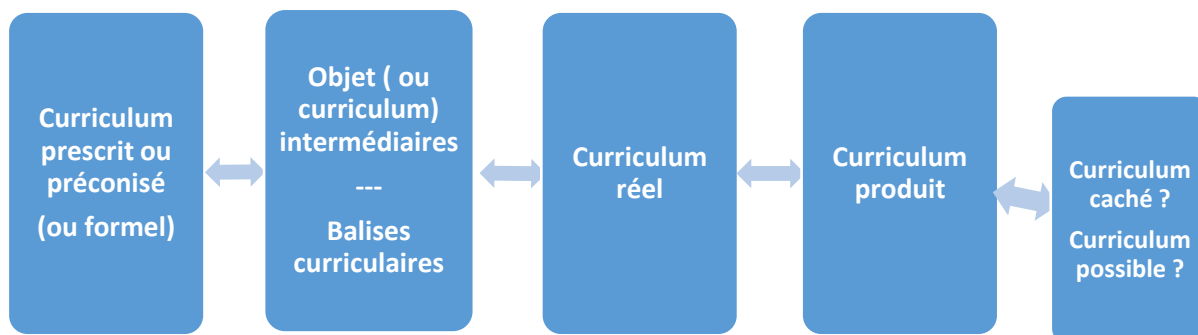 Curriculum
prescrit ou
préconisé
(ou formel)
Objet ( ou
curriculum)
intermédiaires
---
Balises
curriculaires
Curriculum
réel
Curriculum
produit
Curriculum
caché ?
Curriculum
possible ?